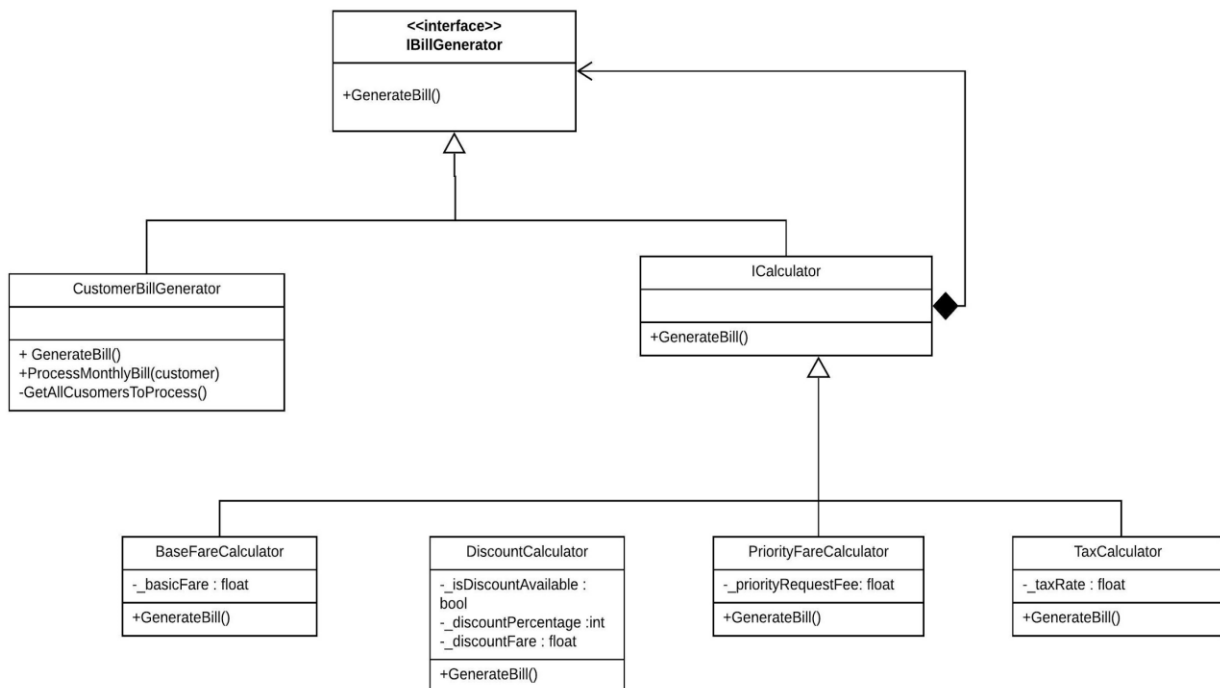 <<interface>>
IBillGenerator
+GenerateBill()
CustomerBillGenerator
+ GenerateBill()
+ProcessMonthlyBill(customer)
-GetAllCusomersToProcess()
ICalculator
+GenerateBill()
BaseFareCalculator
-_basicFare : float
+GenerateBill()
DiscountCalculator
-_isDiscountAvailable :
bool
-_discountPercentage :int
-_discountFare : float
+GenerateBill()
PriorityFareCalculator
-_priorityRequestFee: float
+GenerateBill()
TaxCalculator
-_taxRate : float
+GenerateBill()